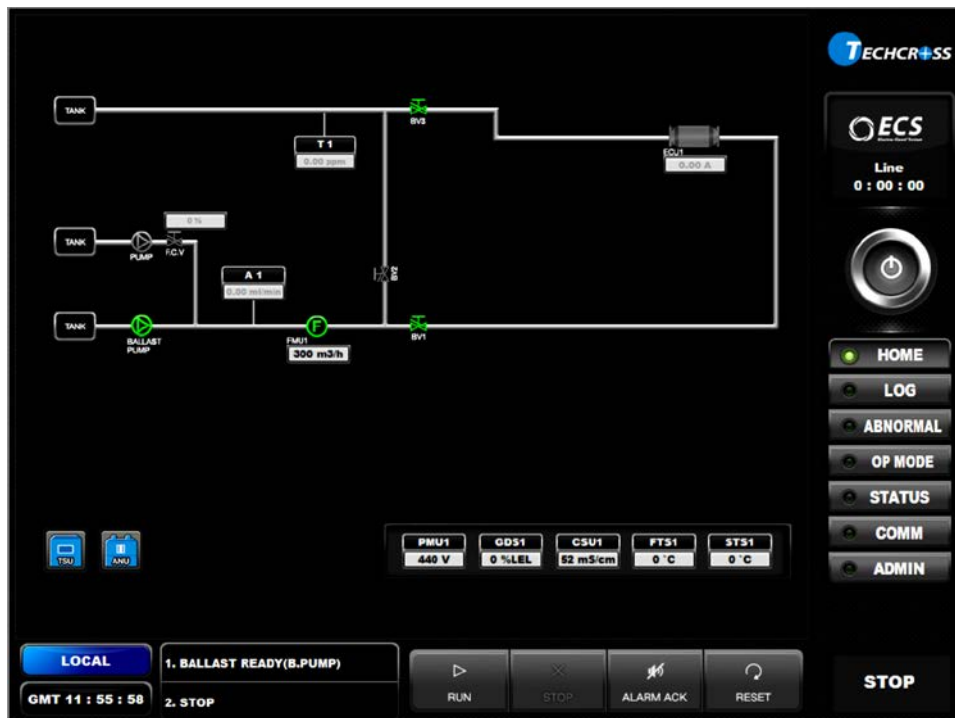 TECHCROSS
TANK
BV3
T 1
0.00 ppm
ECU1
0.00 A
ECS
Line
0 : 00 : 00
0 %
TANK
PUMP
F.C.V
A 1
0.00 ml/min
BV2
TANK
BALLAST
PUMP
FMU1
300 m3/h
BV1
HOME
LOG
ABNORMAL
OP MODE
STATUS
COMM
ADMIN
TSU
ANU
PMU1
440 V
GDS1
0 %LEL
CSU1
52 mS/cm
FTS1
0 °C
STS1
0 °C
LOCAL
1. BALLAST READY(B.PUMP)
GMT 11 : 55 : 58
2. STOP
RUN
STOP
ALARM ACK
RESET
STOP